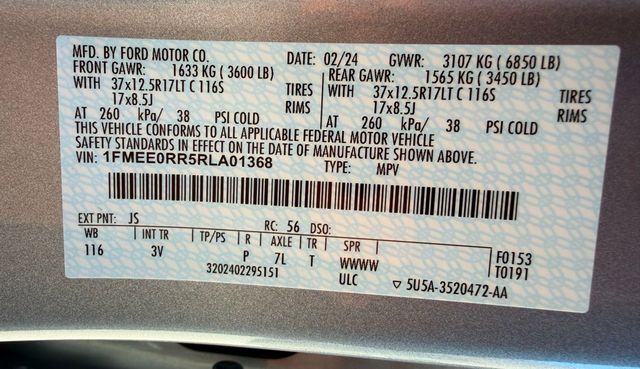 MFD. BY FORD MOTOR CO. DATE: 02/24 GVWR: 3107 KG (6850 LB)
FRONT GAWR: 1633 KG (3600 LB) REAR GAWR: 1565 KG (3450 LB)
WITH 37x12.5R17LT C 116S TIRES WITH 37x12.5R17LT C 116S TIRES
17x8.5J RIMS 17x8.5J RIMS
AT 260 kPa/ 38 PSI COLD AT 260 kPa/ 38 PSI COLD
THIS VEHICLE CONFORMS TO ALL APPLICABLE FEDERAL MOTOR VEHICLE
SAFETY STANDARDS IN EFFECT ON THE DATE OF MANUFACTURE SHOWN ABOVE.
VIN: 1FMEE0RR5RLA01368 TYPE: MPV
EXT PNT: JS RC: 56 DSO:
WB INT TR TP/PS R AXLE TR SPR F0153
116 3V P 7L T WWWW T0191
3202402295151 ULC ▽ 5U5A-3520472-AA